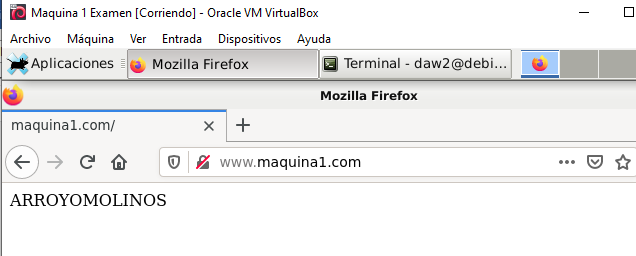 Maquina 1 Examen [Corriendo] - Oracle VM VirtualBox
Archivo Máquina Ver Entrada Dispositivos Ayuda
Aplicaciones Mozilla Firefox Terminal - daw2@debi...
Mozilla Firefox
maquina1.com/
www.maquina1.com
ARROYOMOLINOS